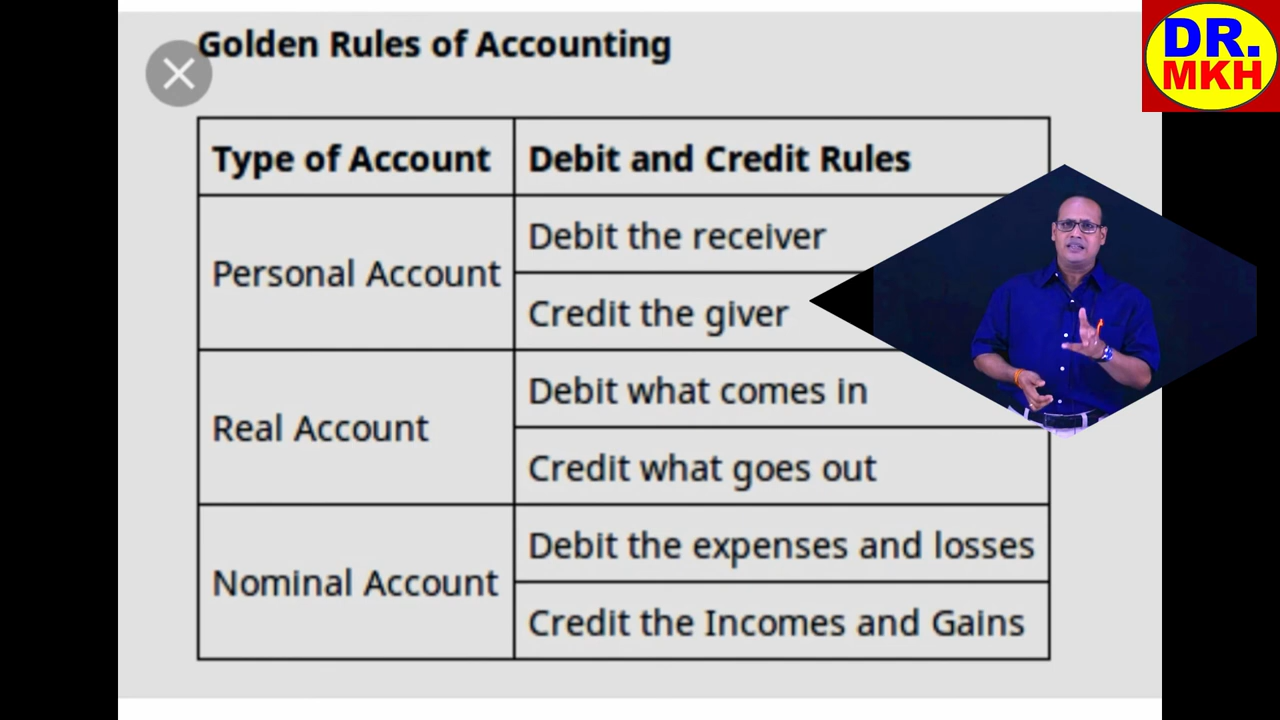 Golden Rules of Accounting
DR.
MKH
Type of Account
Debit and Credit Rules
Personal Account
Debit the receiver
Credit the giver
Real Account
Debit what comes in
Credit what goes out
Nominal Account
Debit the expenses and losses
Credit the Incomes and Gains